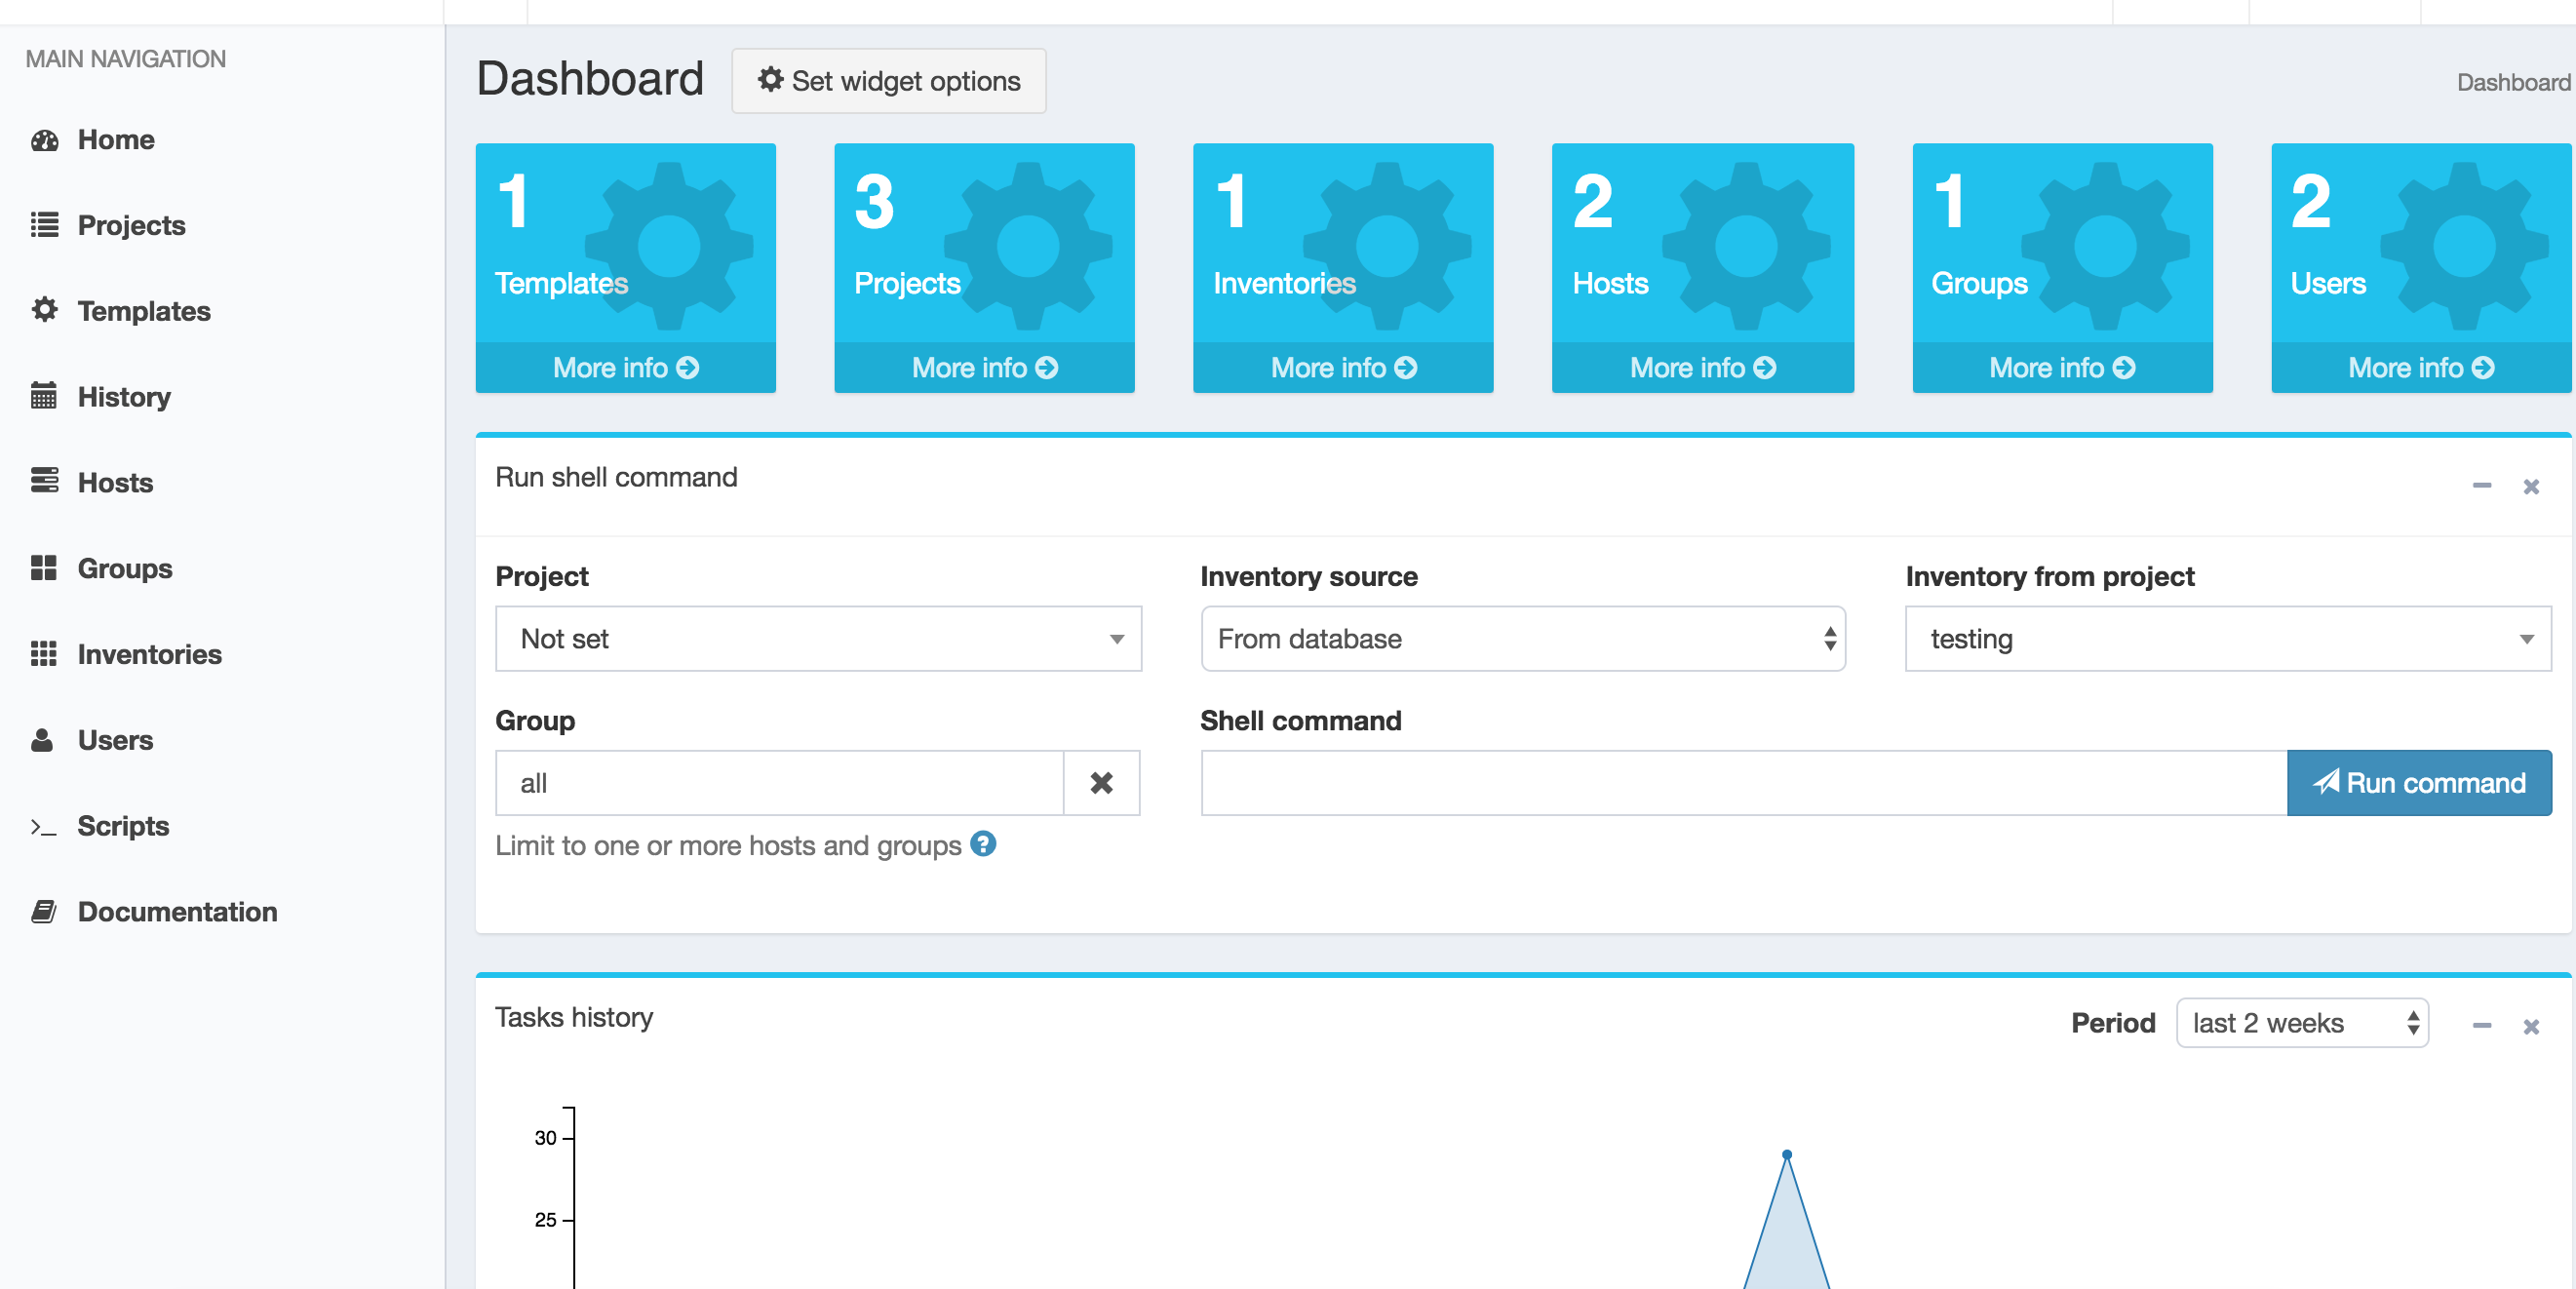 MAIN NAVIGATION
Home
Projects
Templates
History
Hosts
Groups
Inventories
Users
Scripts
Documentation
Dashboard
Set widget options
Dashboard
1
Templates
More info
3
Projects
More info
1
Inventories
More info
2
Hosts
More info
1
Groups
More info
2
Users
More info
Run shell command
Project
Not set
Inventory source
From database
Inventory from project
testing
Group
all
Limit to one or more hosts and groups
Shell command
Run command
Tasks history
Period
last 2 weeks
30
25